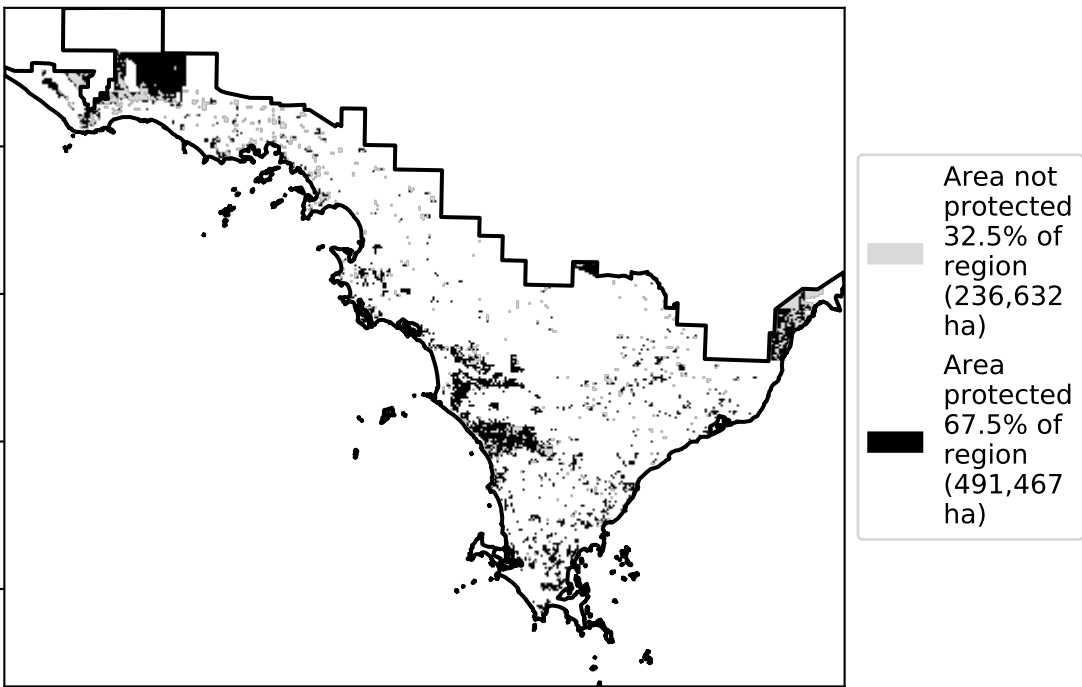 Area not
protected
32.5% of
region
(236,632
ha)
Area
protected
67.5% of
region
(491,467
ha)